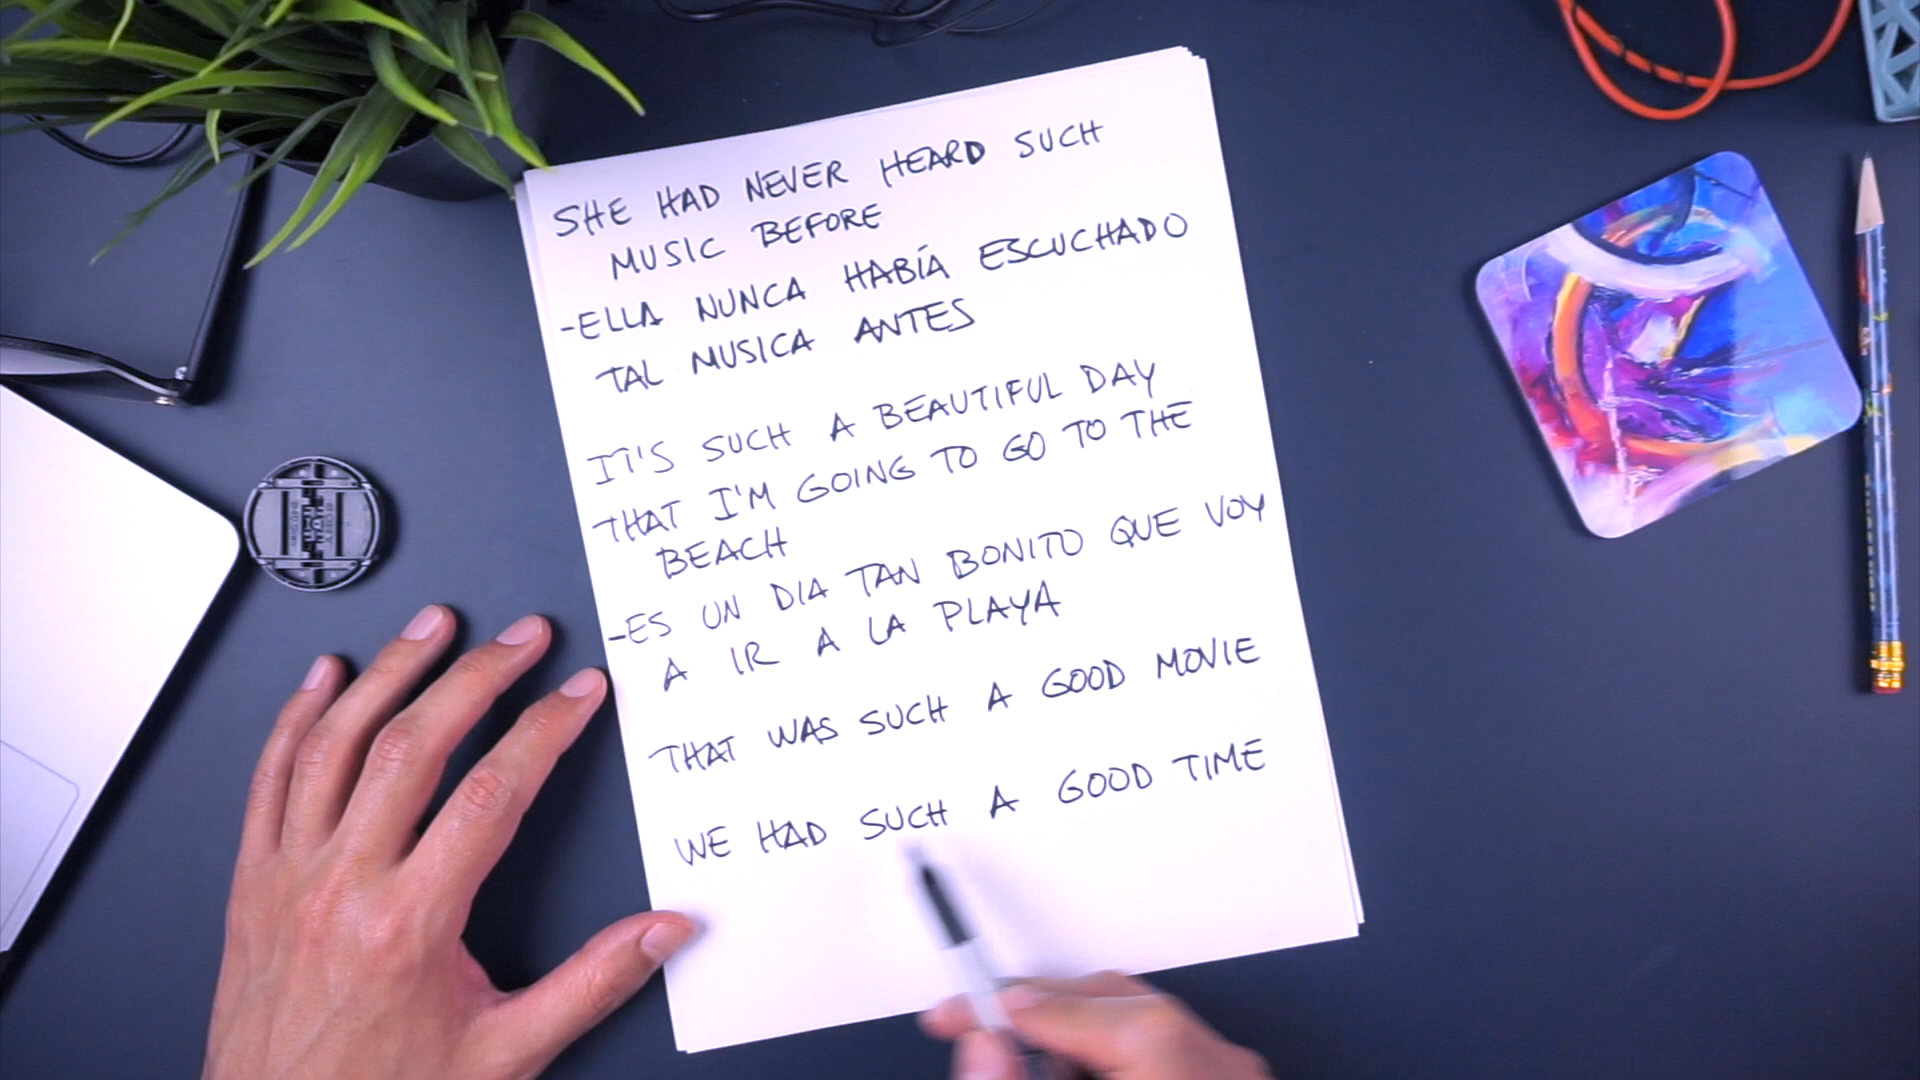 SHE HAD NEVER HEARD SUCH
MUSIC BEFORE
-ELLA NUNCA HABÍA ESCUCHADO
TAL MUSICA ANTES
IT'S SUCH A BEAUTIFUL DAY
THAT I'M GOING TO GO TO THE
BEACH
-ES UN DIA TAN BONITO QUE VOY
A IR A LA PLAYA
THAT WAS SUCH A GOOD MOVIE
WE HAD SUCH A GOOD TIME